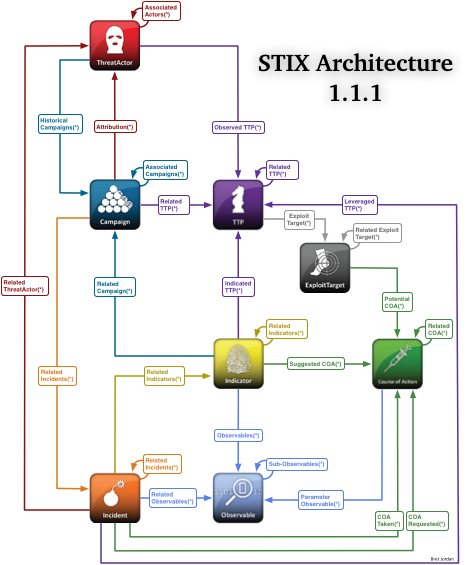 Associated
Actors(*)
ThreatActor
STIX Architecture
1.1.1
Historical
Campaigns(*)
Attribution(*)
Observed TTP(*)
Associated
Campaigns(*)
Related
TTP(*)
Campaign
Related
TTP(*)
TTP
Leveraged
TTP(*)
Exploit
Target(*)
Related Exploit
Target(*)
ExploitTarget
Related
ThreatActor(*)
Related
Campaign(*)
Indicated
TTP(*)
Potential
COA(*)
Related
Indicators(*)
Related
COA(*)
Related
Incidents(*)
Related
Indicators(*)
Indicator
Suggested COA(*)
Course of Action
Observables(*)
Related
Incidents(*)
Sub-Observables(*)
Incident
Related
Observables(*)
Observable
Parameter
Observable(*)
COA
Taken(*)
COA
Requested(*)
Bret Jordan